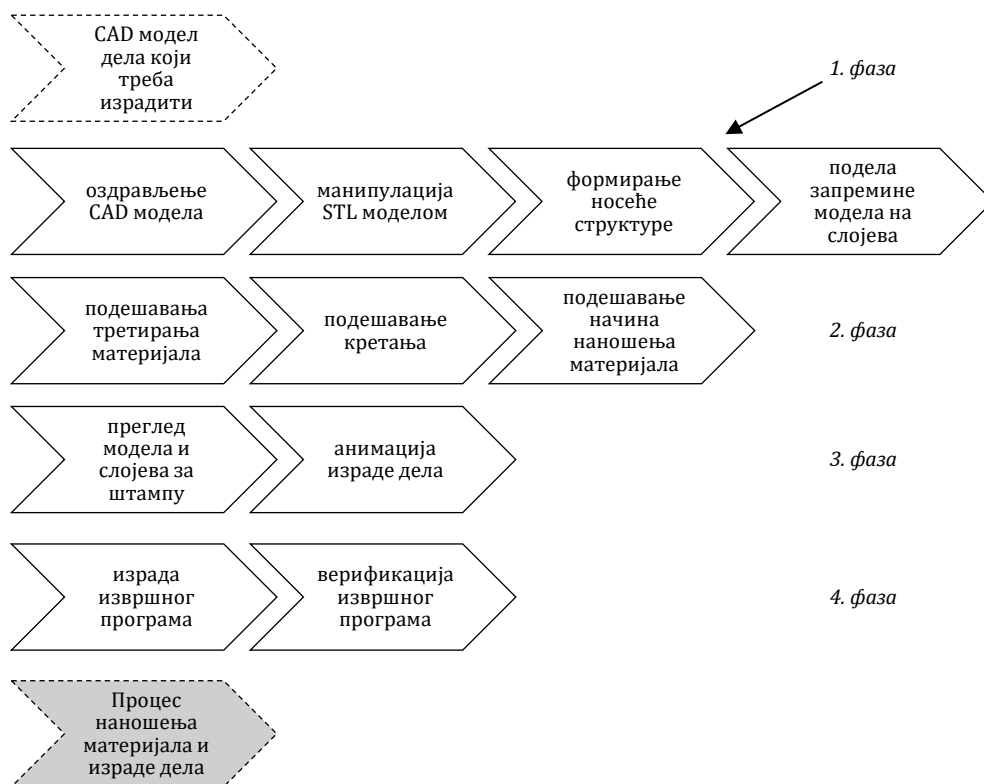 CAD модел
дела који
треба
израдити
1. фаза
оздрављење
CAD модела
манипулација
STL моделом
формирање
носеће
структуре
подела
запремине
модела на
слојева
подешавања
третирања
материјала
подешавање
кретања
подешавање
начина
наношења
материјала
2. фаза
преглед
модела и
слојева за
штампу
анимација
израде дела
3. фаза
израда
извршног
програма
верификација
извршног
програма
4. фаза
Процес
наношења
материјала и
израде дела